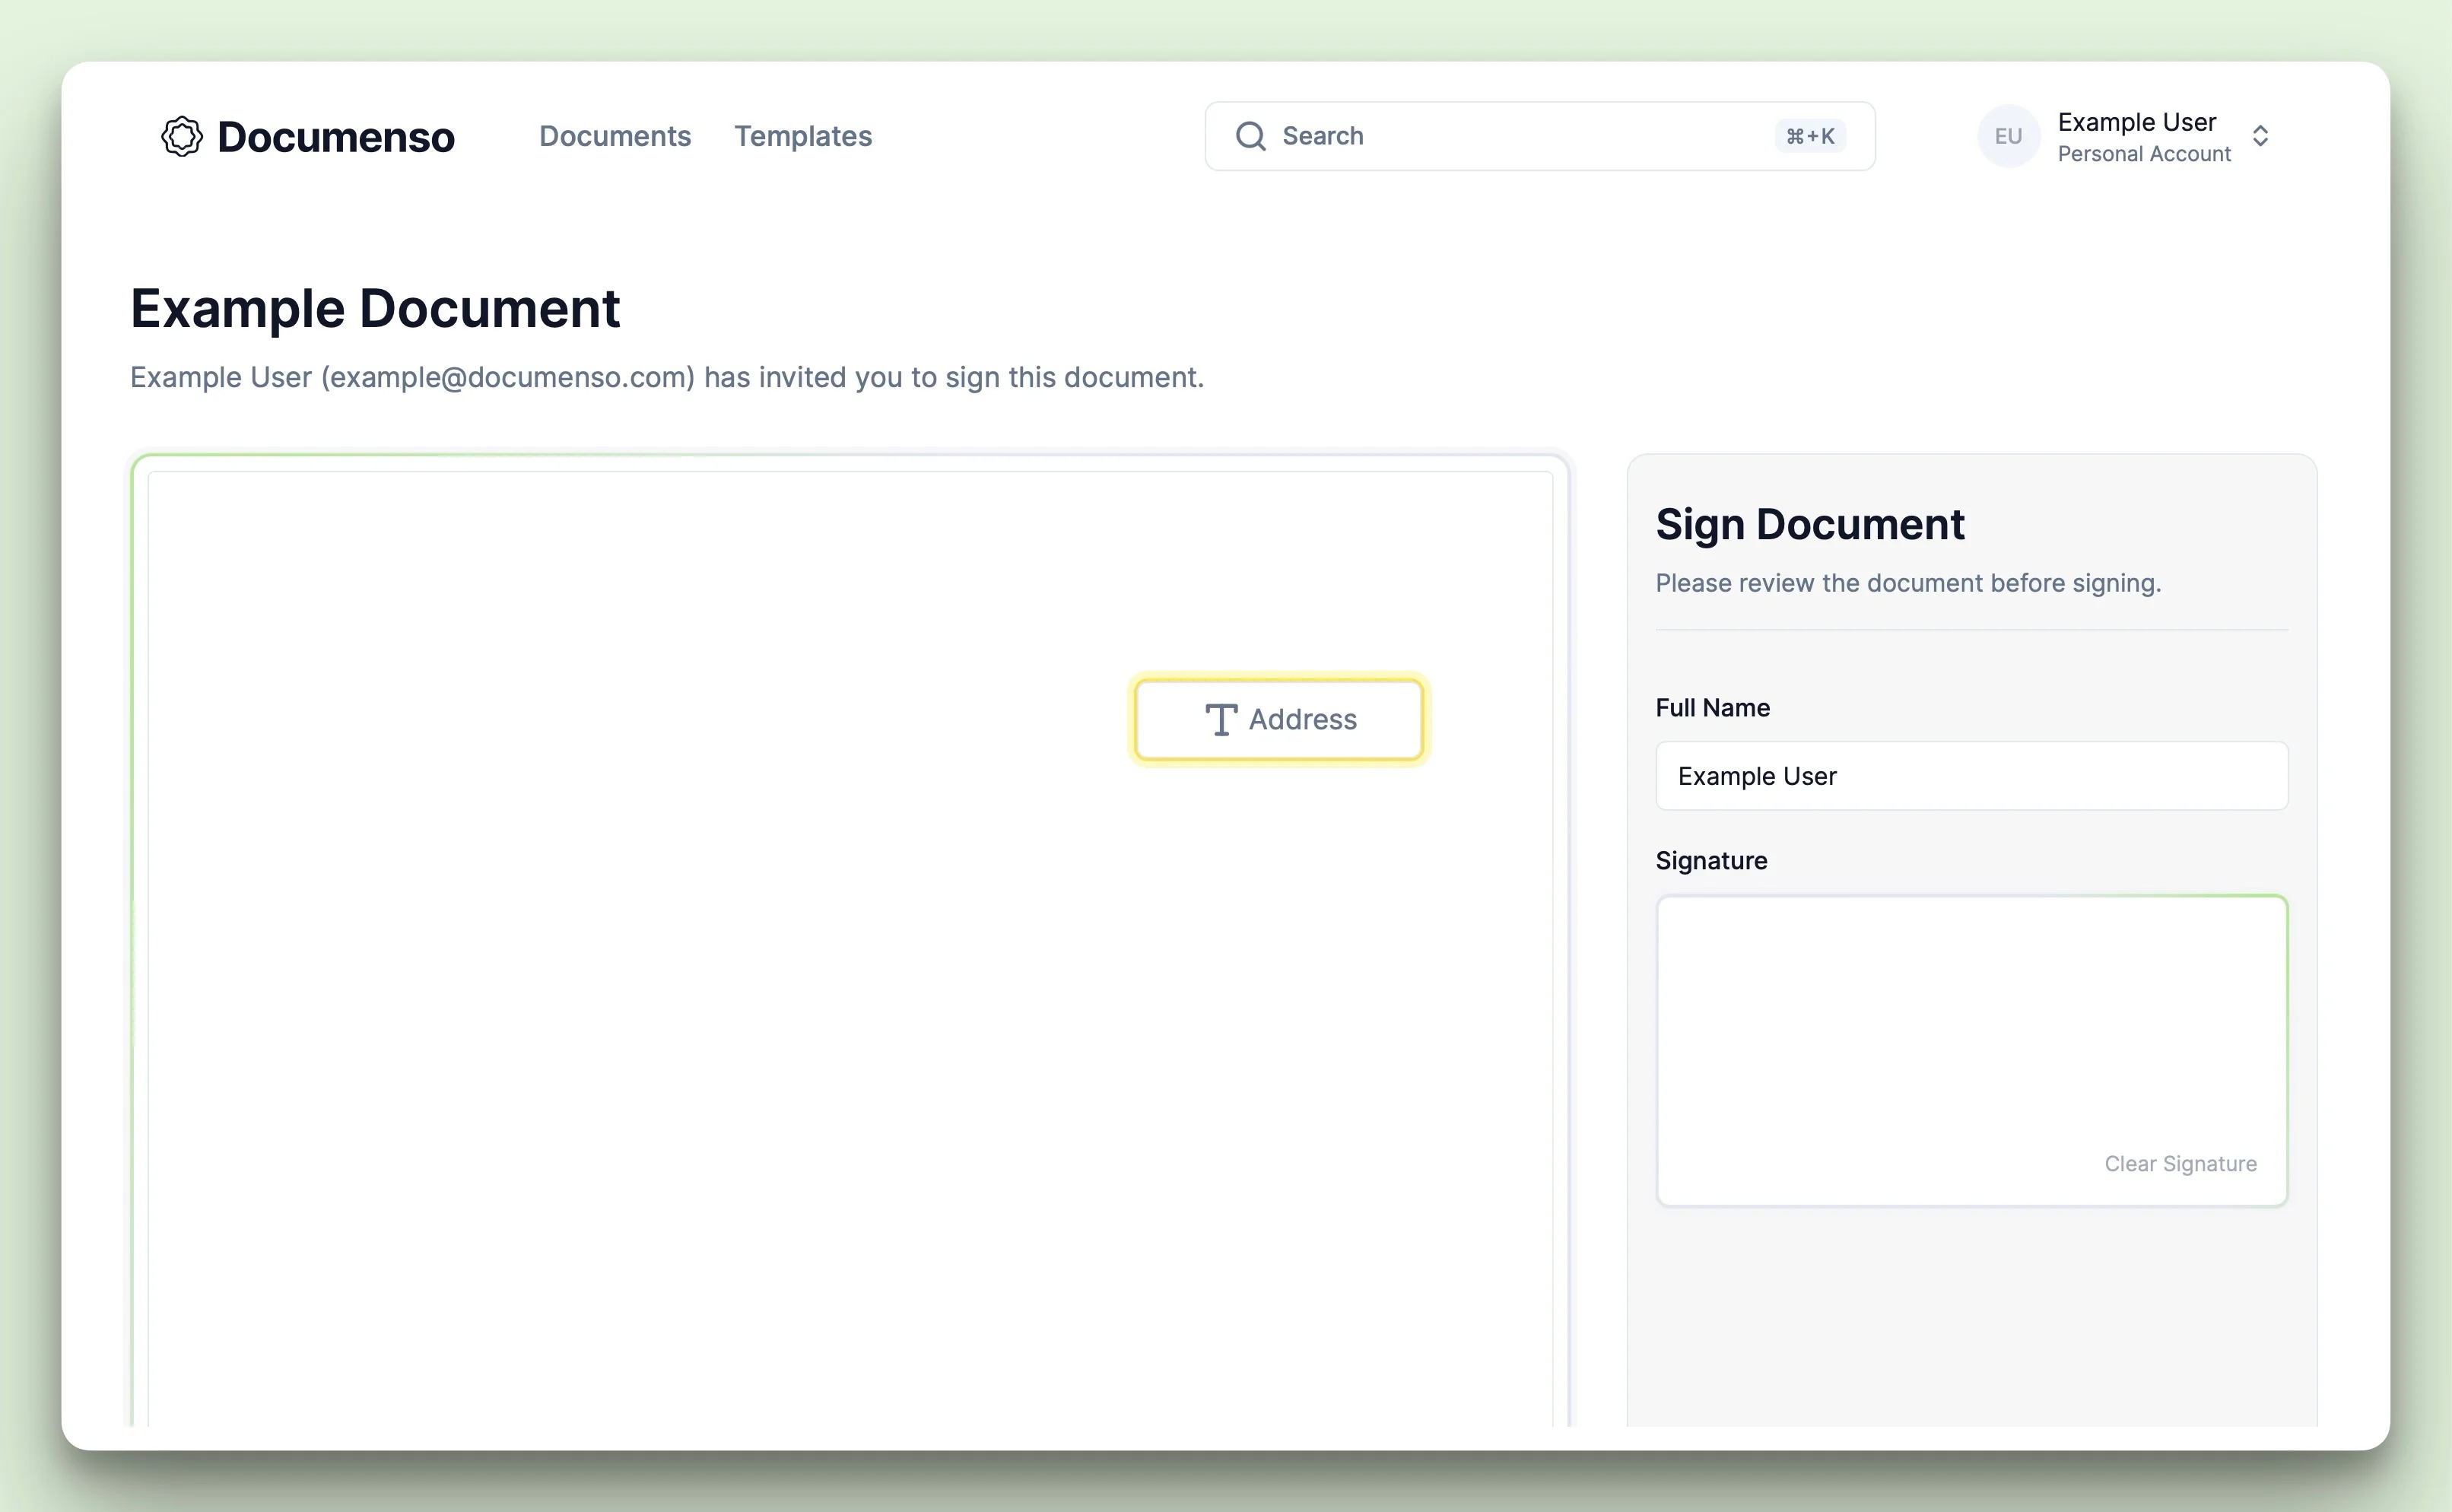 Documenso
Documents
Templates
Search
⌘+K
EU
Example User
Personal Account
Example Document
Example User (example@documenso.com) has invited you to sign this document.
Address
Sign Document
Please review the document before signing.
Full Name
Example User
Signature
Clear Signature